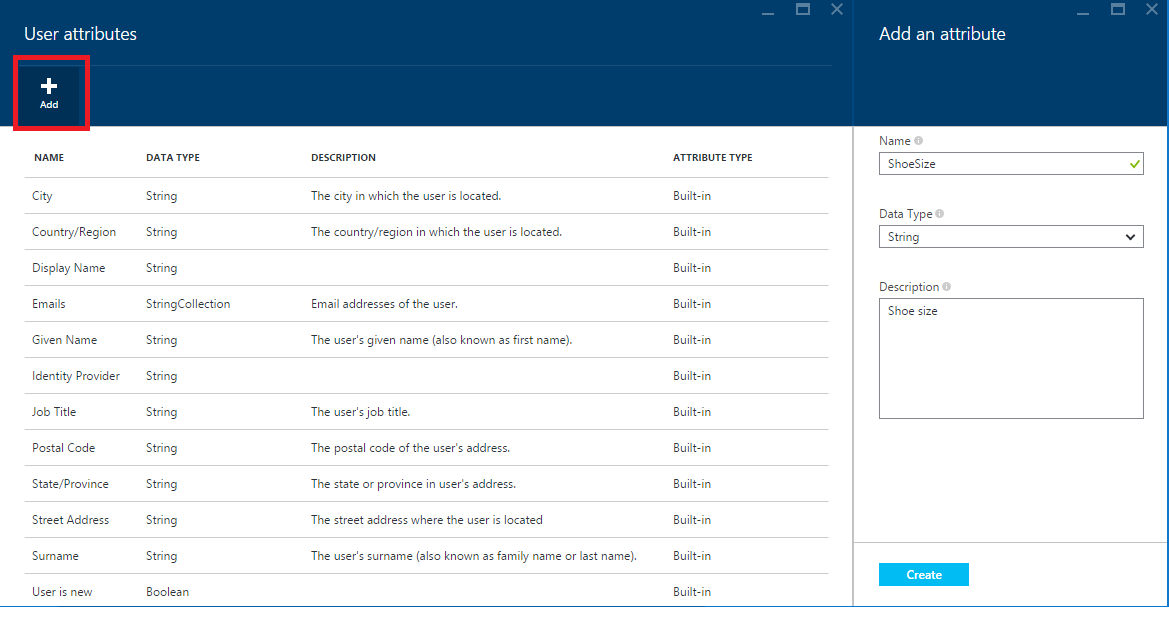 User attributes
Add
NAME DATA TYPE DESCRIPTION ATTRIBUTE TYPE
City String The city in which the user is located. Built-in
Country/Region String The country/region in which the user is located. Built-in
Display Name String Built-in
Emails StringCollection Email addresses of the user. Built-in
Given Name String The user's given name (also known as first name). Built-in
Identity Provider String Built-in
Job Title String The user's job title. Built-in
Postal Code String The postal code of the user's address. Built-in
State/Province String The state or province in user's address. Built-in
Street Address String The street address where the user is located Built-in
Surname String The user's surname (also known as family name or last name). Built-in
User is new Boolean Built-in
Add an attribute
Name
ShoeSize
Data Type
String
Description
Shoe size
Create